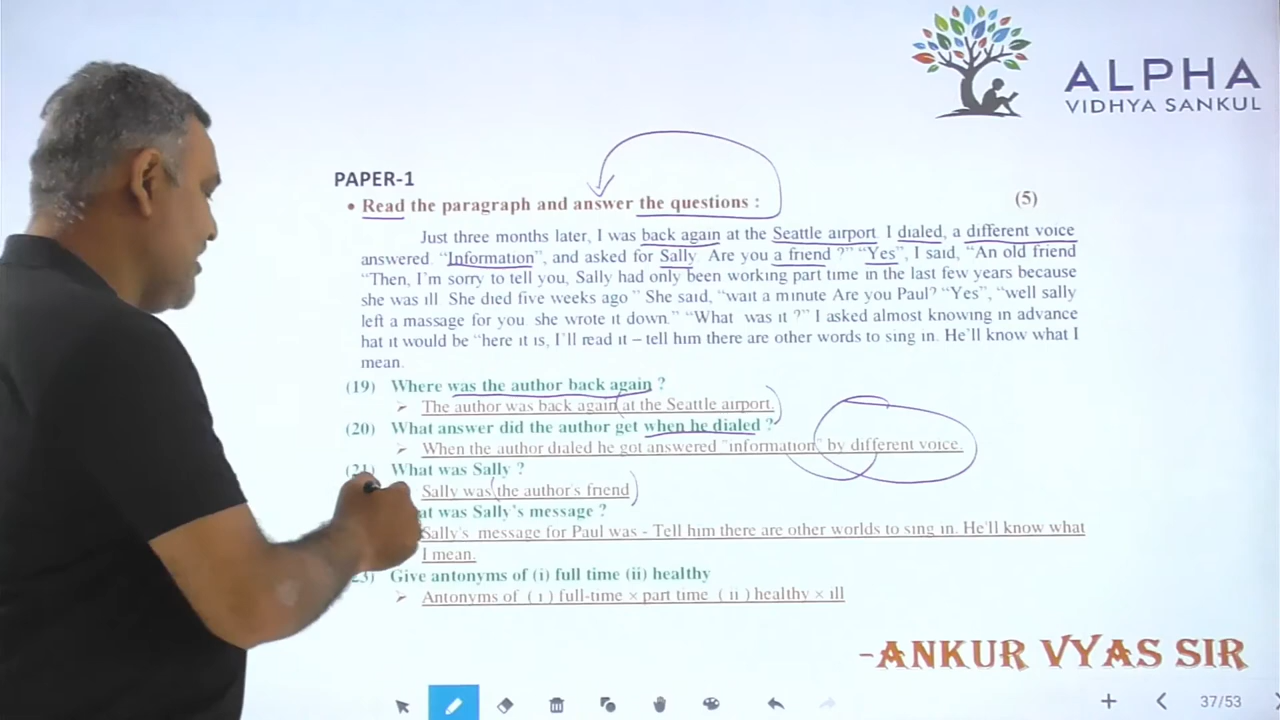 ALPHA
VIDHYA SANKUL
PAPER-1
• Read the paragraph and answer the questions : (5)
Just three months later, I was back again at the Seattle airport I dialed, a different voice
answered "Information", and asked for Sally Are you a friend ?" "Yes", I said, "An old friend
"Then, I'm sorry to tell you, Sally had only been working part time in the last few years because
she was ill She died five weeks ago " She said, "wait a minute Are you Paul? "Yes", "well sally
left a massage for you she wrote it down." "What was it ?" I asked almost knowing in advance
hat it would be "here it is, I'll read it – tell him there are other words to sing in. He'll know what I
mean.
(19) Where was the author back again ?
➢ The author was back again at the Seattle airport.
(20) What answer did the author get when he dialed ?
➢ When the author dialed he got answered "information" by different voice.
(21) What was Sally ?
Sally was the author's friend
at was Sally's message ?
Sally's message for Paul was - Tell him there are other worlds to sing in. He'll know what
I mean.
3) Give antonyms of (i) full time (ii) healthy
➢ Antonyms of ( i ) full-time × part time ( ii ) healthy × ill
-ANKUR VYAS SIR
37/53